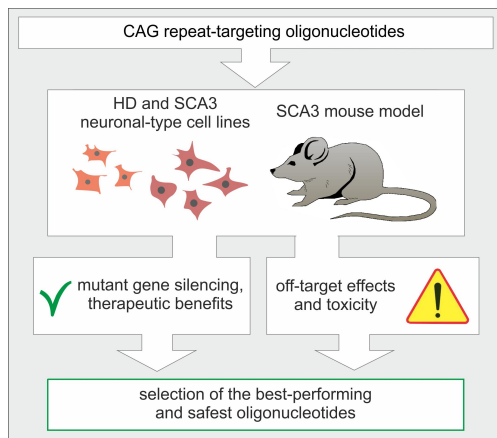 CAG repeat-targeting oligonucleotides
HD and SCA3
neuronal-type cell lines
SCA3 mouse model
mutant gene silencing,
therapeutic benefits
off-target effects
and toxicity
!
selection of the best-performing
and safest oligonucleotides